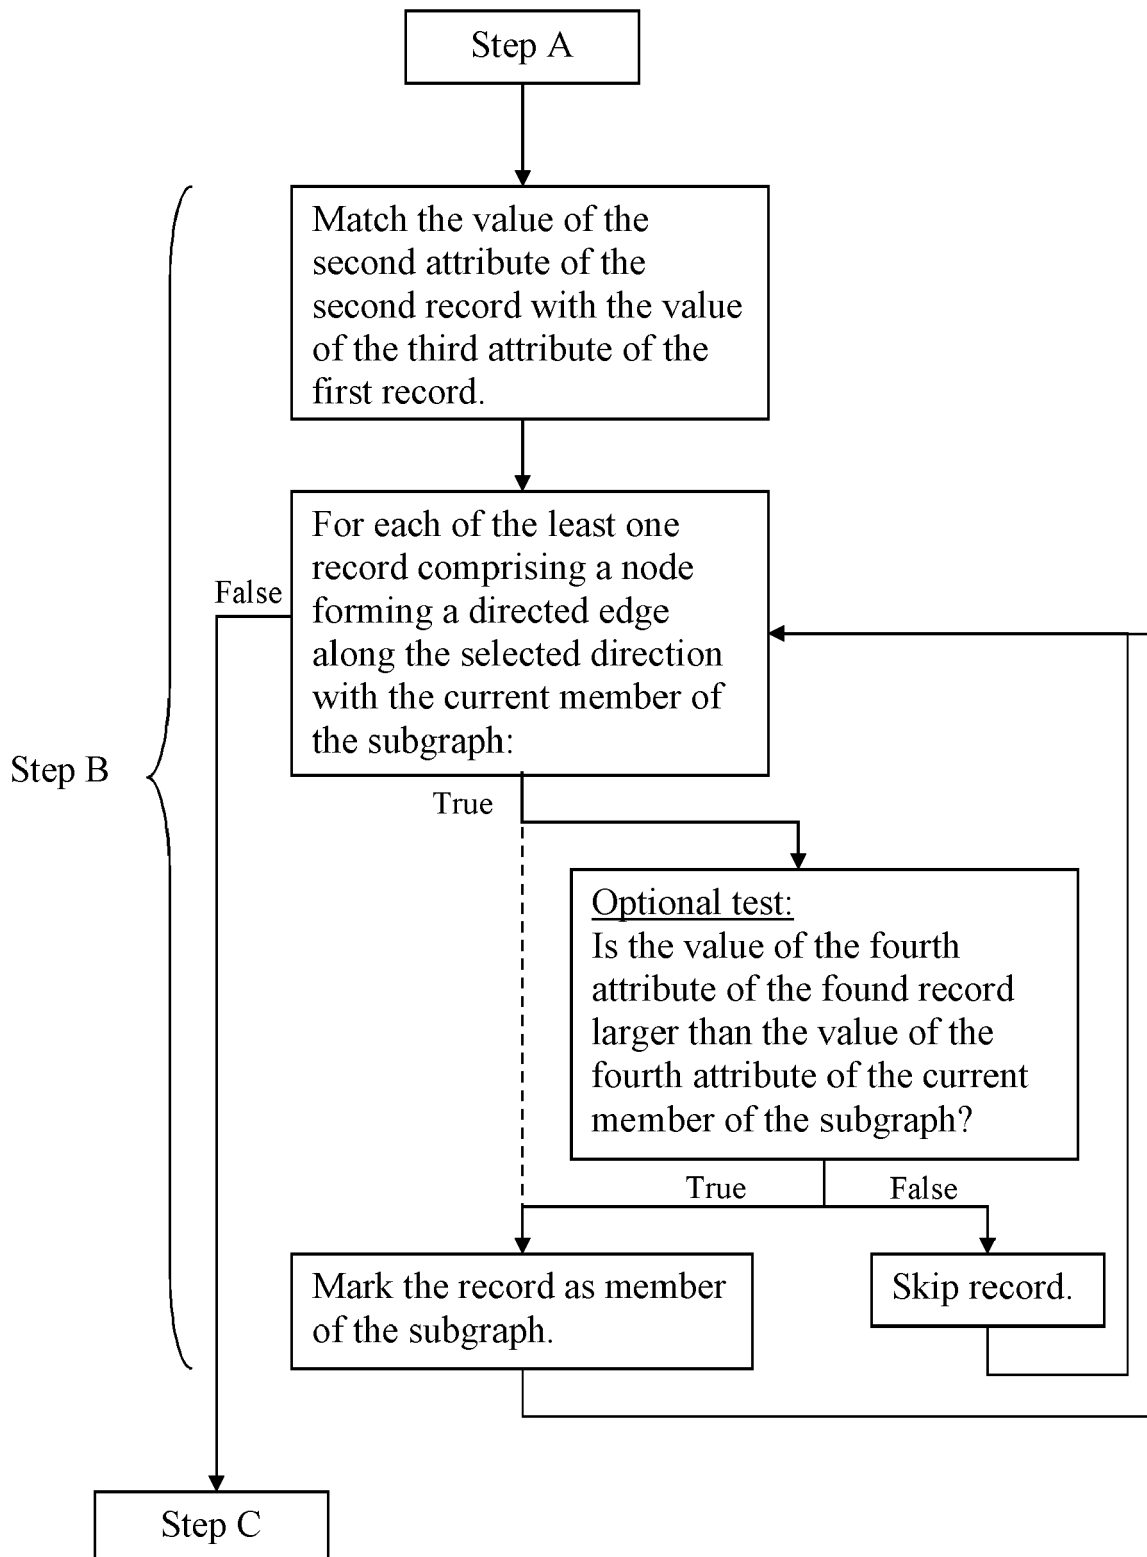 Step A
Match the value of the
second attribute of the
second record with the value
of the third attribute of the
first record.
For each of the least one
record comprising a node
forming a directed edge
along the selected direction
with the current member of
the subgraph:
False
Step B
True
Optional test:
Is the value of the fourth
attribute of the found record
larger than the value of the
fourth attribute of the current
member of the subgraph?
True
False
Mark the record as member
of the subgraph.
Skip record.
Step C